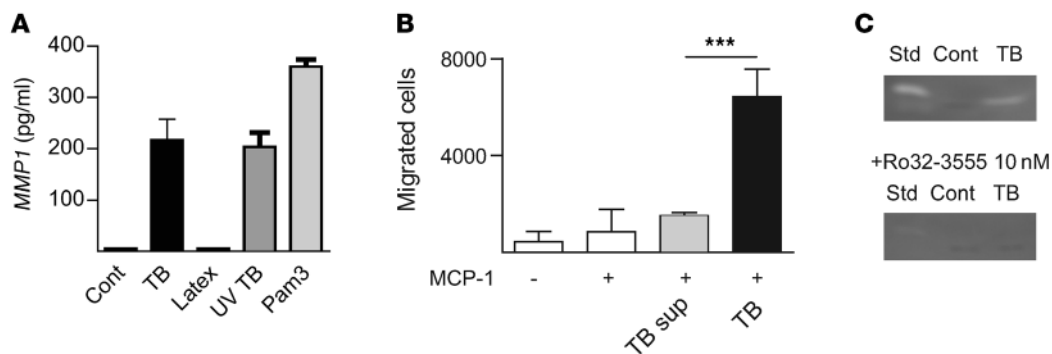 A
MMP1 (pg/ml)
400
300
200
100
Cont
TB
Latex
UV TB
Pam3
B
Migrated cells
8000
4000
***
MCP-1
- + + +
TB sup
TB
C
Std Cont TB
+Ro32-3555 10 nM
Std Cont TB